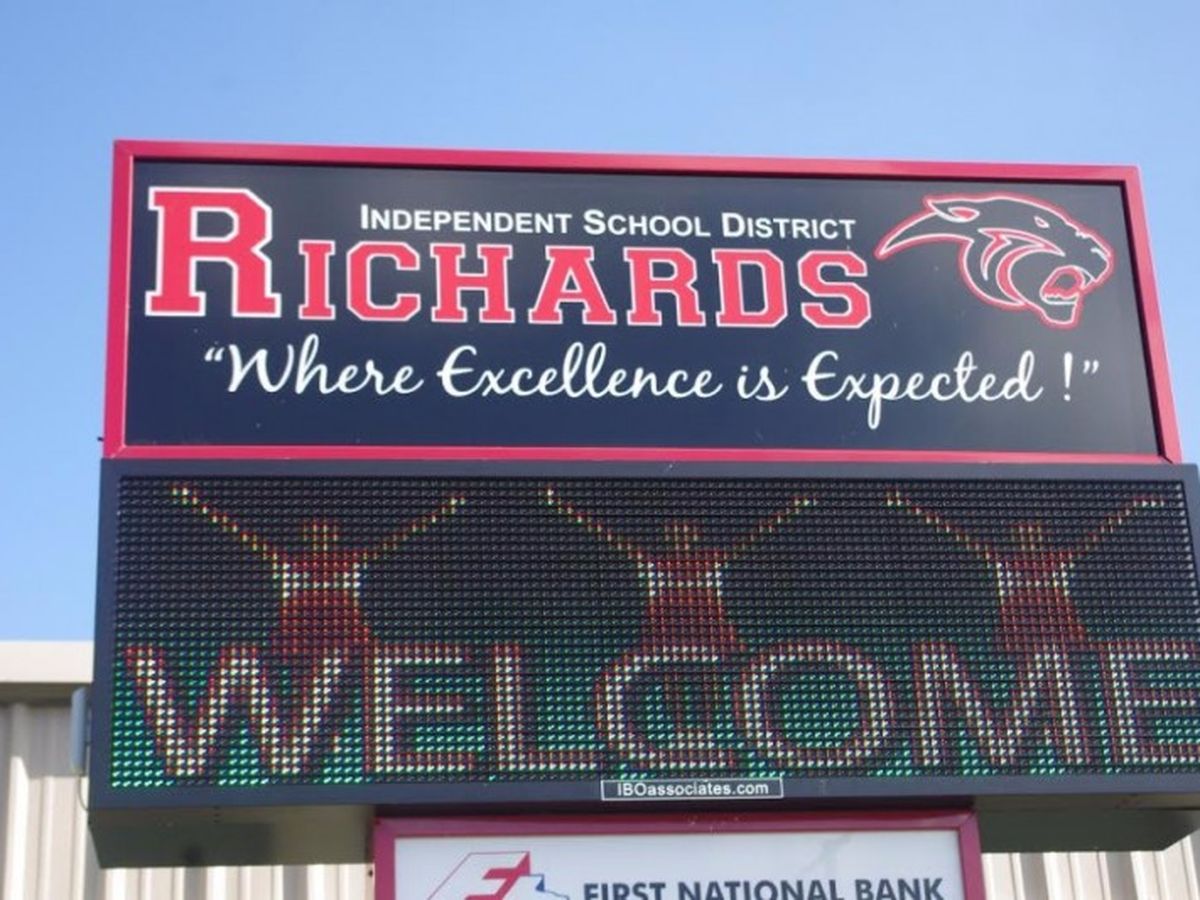 INDEPENDENT SCHOOL DISTRICT
RICHARDS
"Where Excellence is Expected!"
WELCOME
IBOassociates.com
FIRST NATIONAL BANK